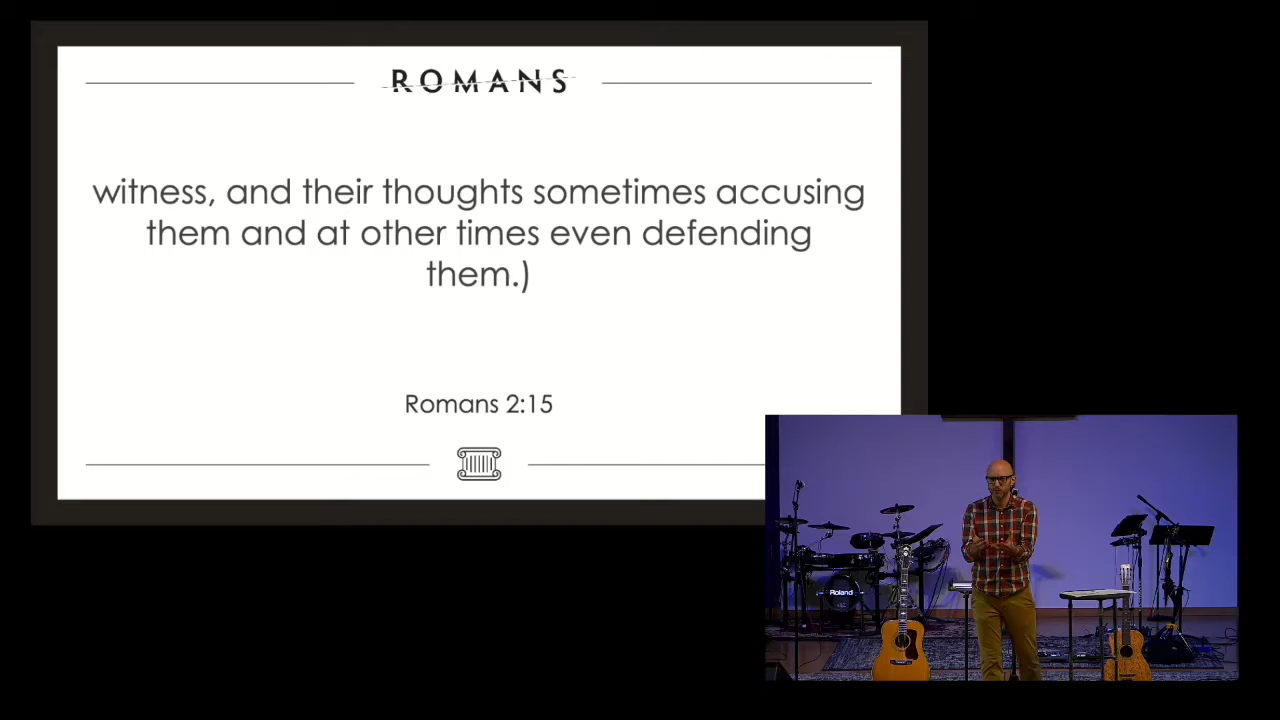 ROMANS
witness, and their thoughts sometimes accusing
them and at other times even defending
them.)
Romans 2:15
Roland